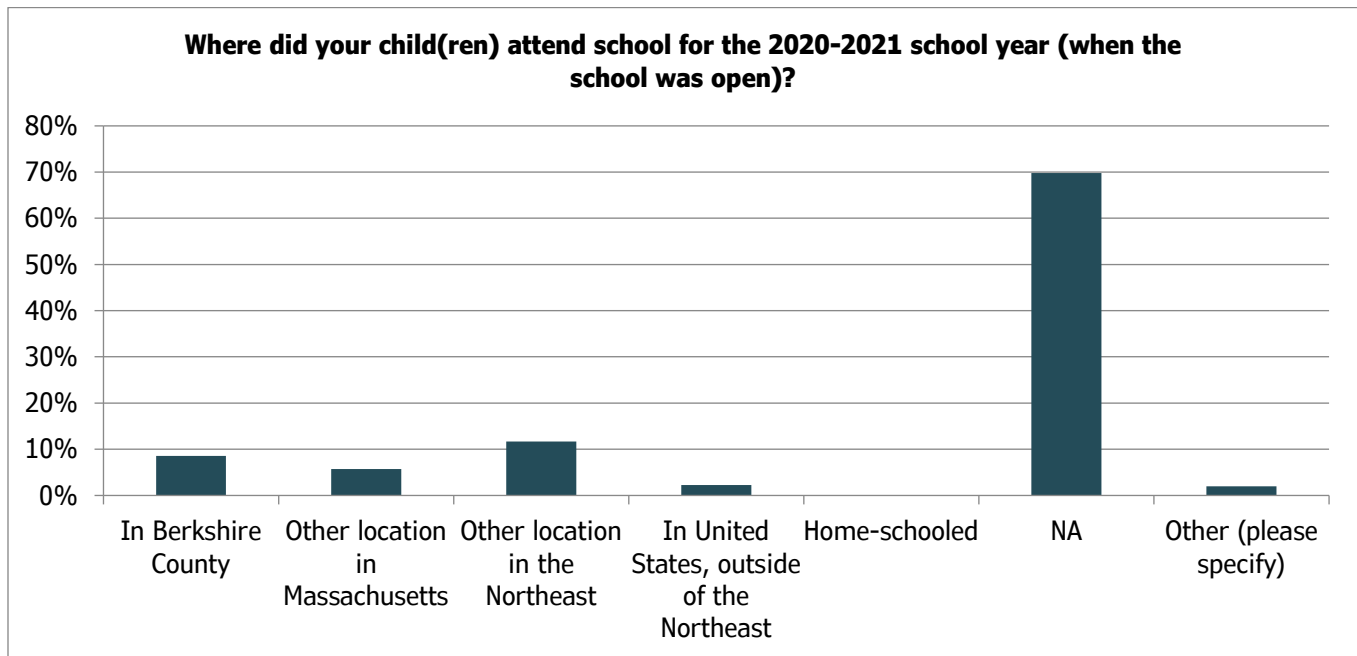 Where did your child(ren) attend school for the 2020-2021 school year (when the
school was open)?
80%
70%
60%
50%
40%
30%
20%
10%
0%
In Berkshire
County
Other location
in
Massachusetts
Other location
in the
Northeast
In United
States, outside
of the
Northeast
Home-schooled
NA
Other (please
specify)